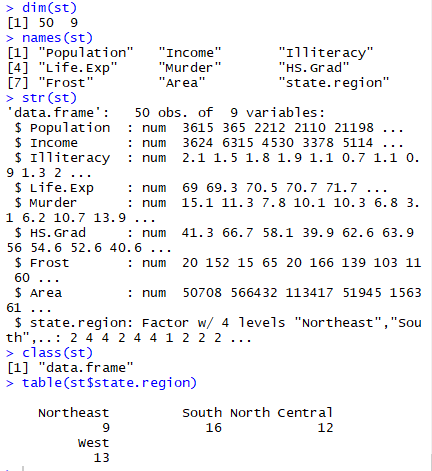 > dim(st)
[1] 50  9
> names(st)
[1] "Population"   "Income"       "Illiteracy"
[4] "Life.Exp"     "Murder"       "HS.Grad"
[7] "Frost"        "Area"         "state.region"
> str(st)
'data.frame':   50 obs. of  9 variables:
 $ Population  : num  3615 365 2212 2110 21198 ...
 $ Income      : num  3624 6315 4530 3378 5114 ...
 $ Illiteracy  : num  2.1 1.5 1.8 1.9 1.1 0.7 1.1 0.
9 1.3 2 ...
 $ Life.Exp    : num  69 69.3 70.5 70.7 71.7 ...
 $ Murder      : num  15.1 11.3 7.8 10.1 10.3 6.8 3.
1 6.2 10.7 13.9 ...
 $ HS.Grad     : num  41.3 66.7 58.1 39.9 62.6 63.9
56 54.6 52.6 40.6 ...
 $ Frost       : num  20 152 15 65 20 166 139 103 11
60 ...
 $ Area        : num  50708 566432 113417 51945 1563
61 ...
 $ state.region: Factor w/ 4 levels "Northeast","Sou
th",..: 2 4 4 2 4 4 1 2 2 2 ...
> class(st)
[1] "data.frame"
> table(st$state.region)

    Northeast         South North Central
            9            16            12
         West
           13